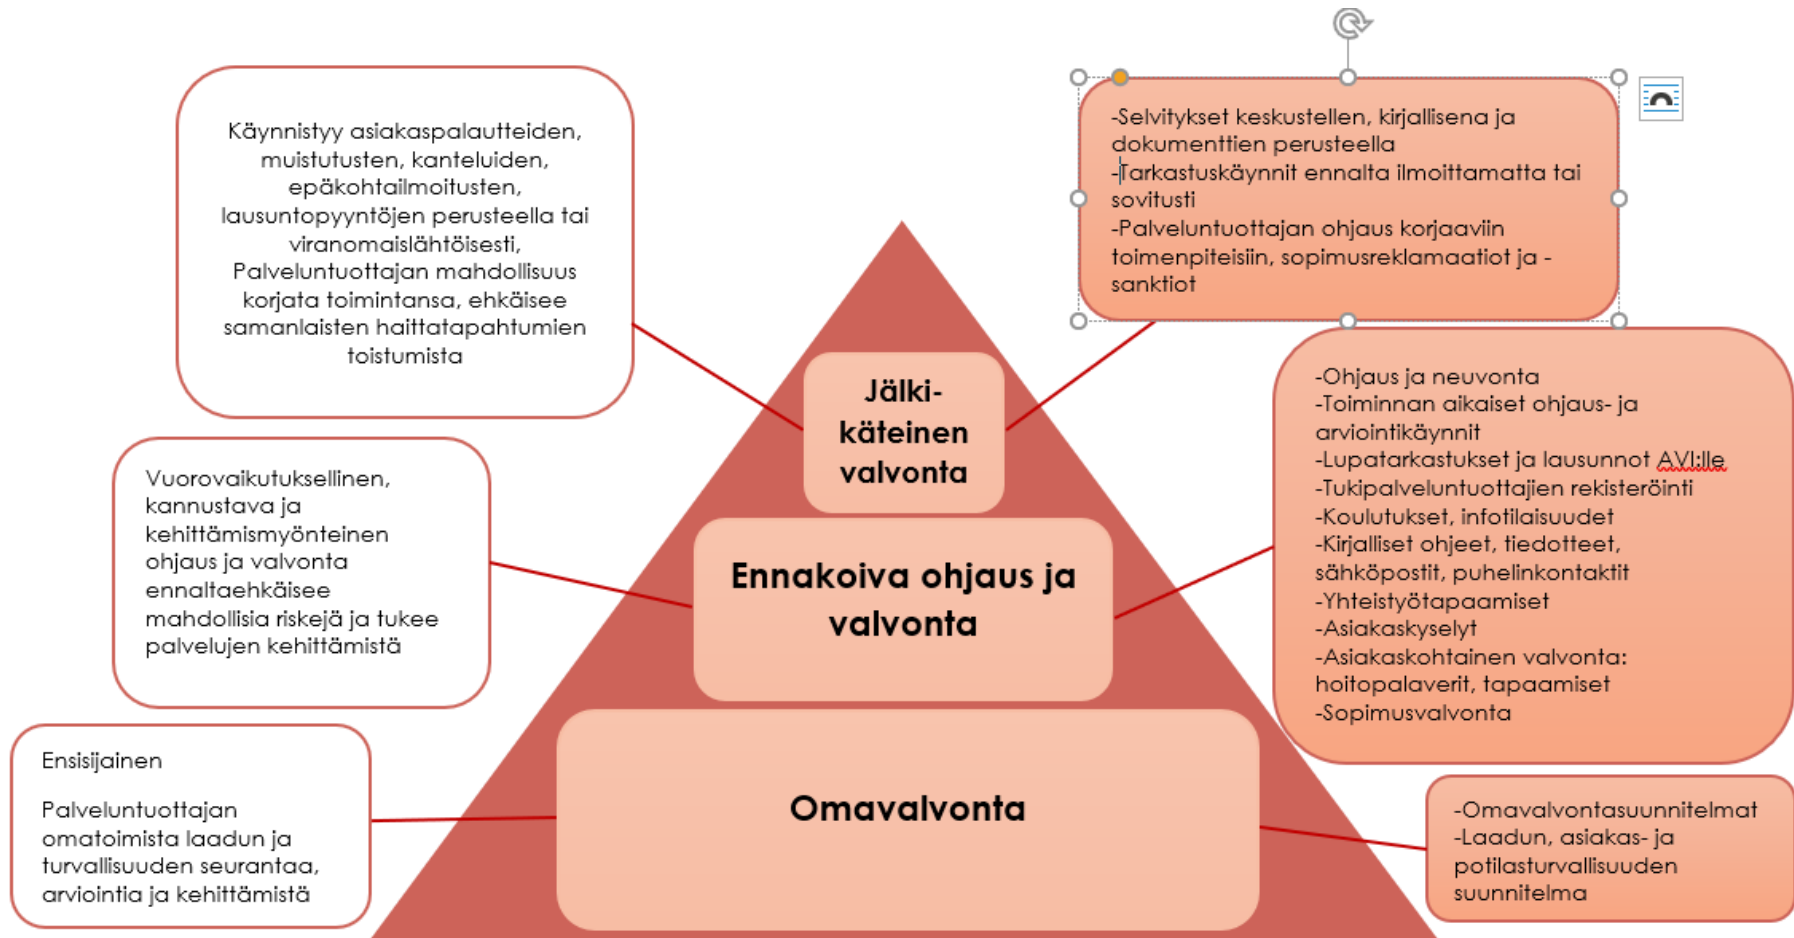 Käynnistyy asiakaspalautteiden,
muistutusten, kanteluiden,
epäkohtailmoitusten,
lausuntopyyntöjen perusteella tai
viranomaislähtöisesti,
Palveluntuottajan mahdollisuus
korjata toimintansa, ehkäisee
samanlaisten haittatapahtumien
toistumista
-Selvitykset keskustellen, kirjallisena ja
dokumenttien perusteella
-Tarkastuskäynnit ennalta ilmoittamatta tai
sovitusti
-Palveluntuottajan ohjaus korjaaviin
toimenpiteisiin, sopimusreklamaatiot ja -
sanktiot
Jälki-
käteinen
valvonta
Vuorovaikutuksellinen,
kannustava ja
kehittämismyönteinen
ohjaus ja valvonta
ennaltaehkäisee
mahdollisia riskejä ja tukee
palvelujen kehittämistä
Ennakoiva ohjaus ja
valvonta
-Ohjaus ja neuvonta
-Toiminnan aikaiset ohjaus- ja
arviointikäynnit
-Lupatarkastukset ja lausunnot AVI:lle
-Tukipalveluntuottajien rekisteröinti
-Koulutukset, infotilaisuudet
-Kirjalliset ohjeet, tiedotteet,
sähköpostit, puhelinkontaktit
-Yhteistyötapaamiset
-Asiakaskyselyt
-Asiakaskohtainen valvonta:
hoitopalaverit, tapaamiset
-Sopimusvalvonta
Ensisijainen
Palveluntuottajan
omatoimista laadun ja
turvallisuuden seurantaa,
arviointia ja kehittämistä
Omavalvonta
-Omavalvontasuunnitelmat
-Laadun, asiakas- ja
potilasturvallisuuden
suunnitelma